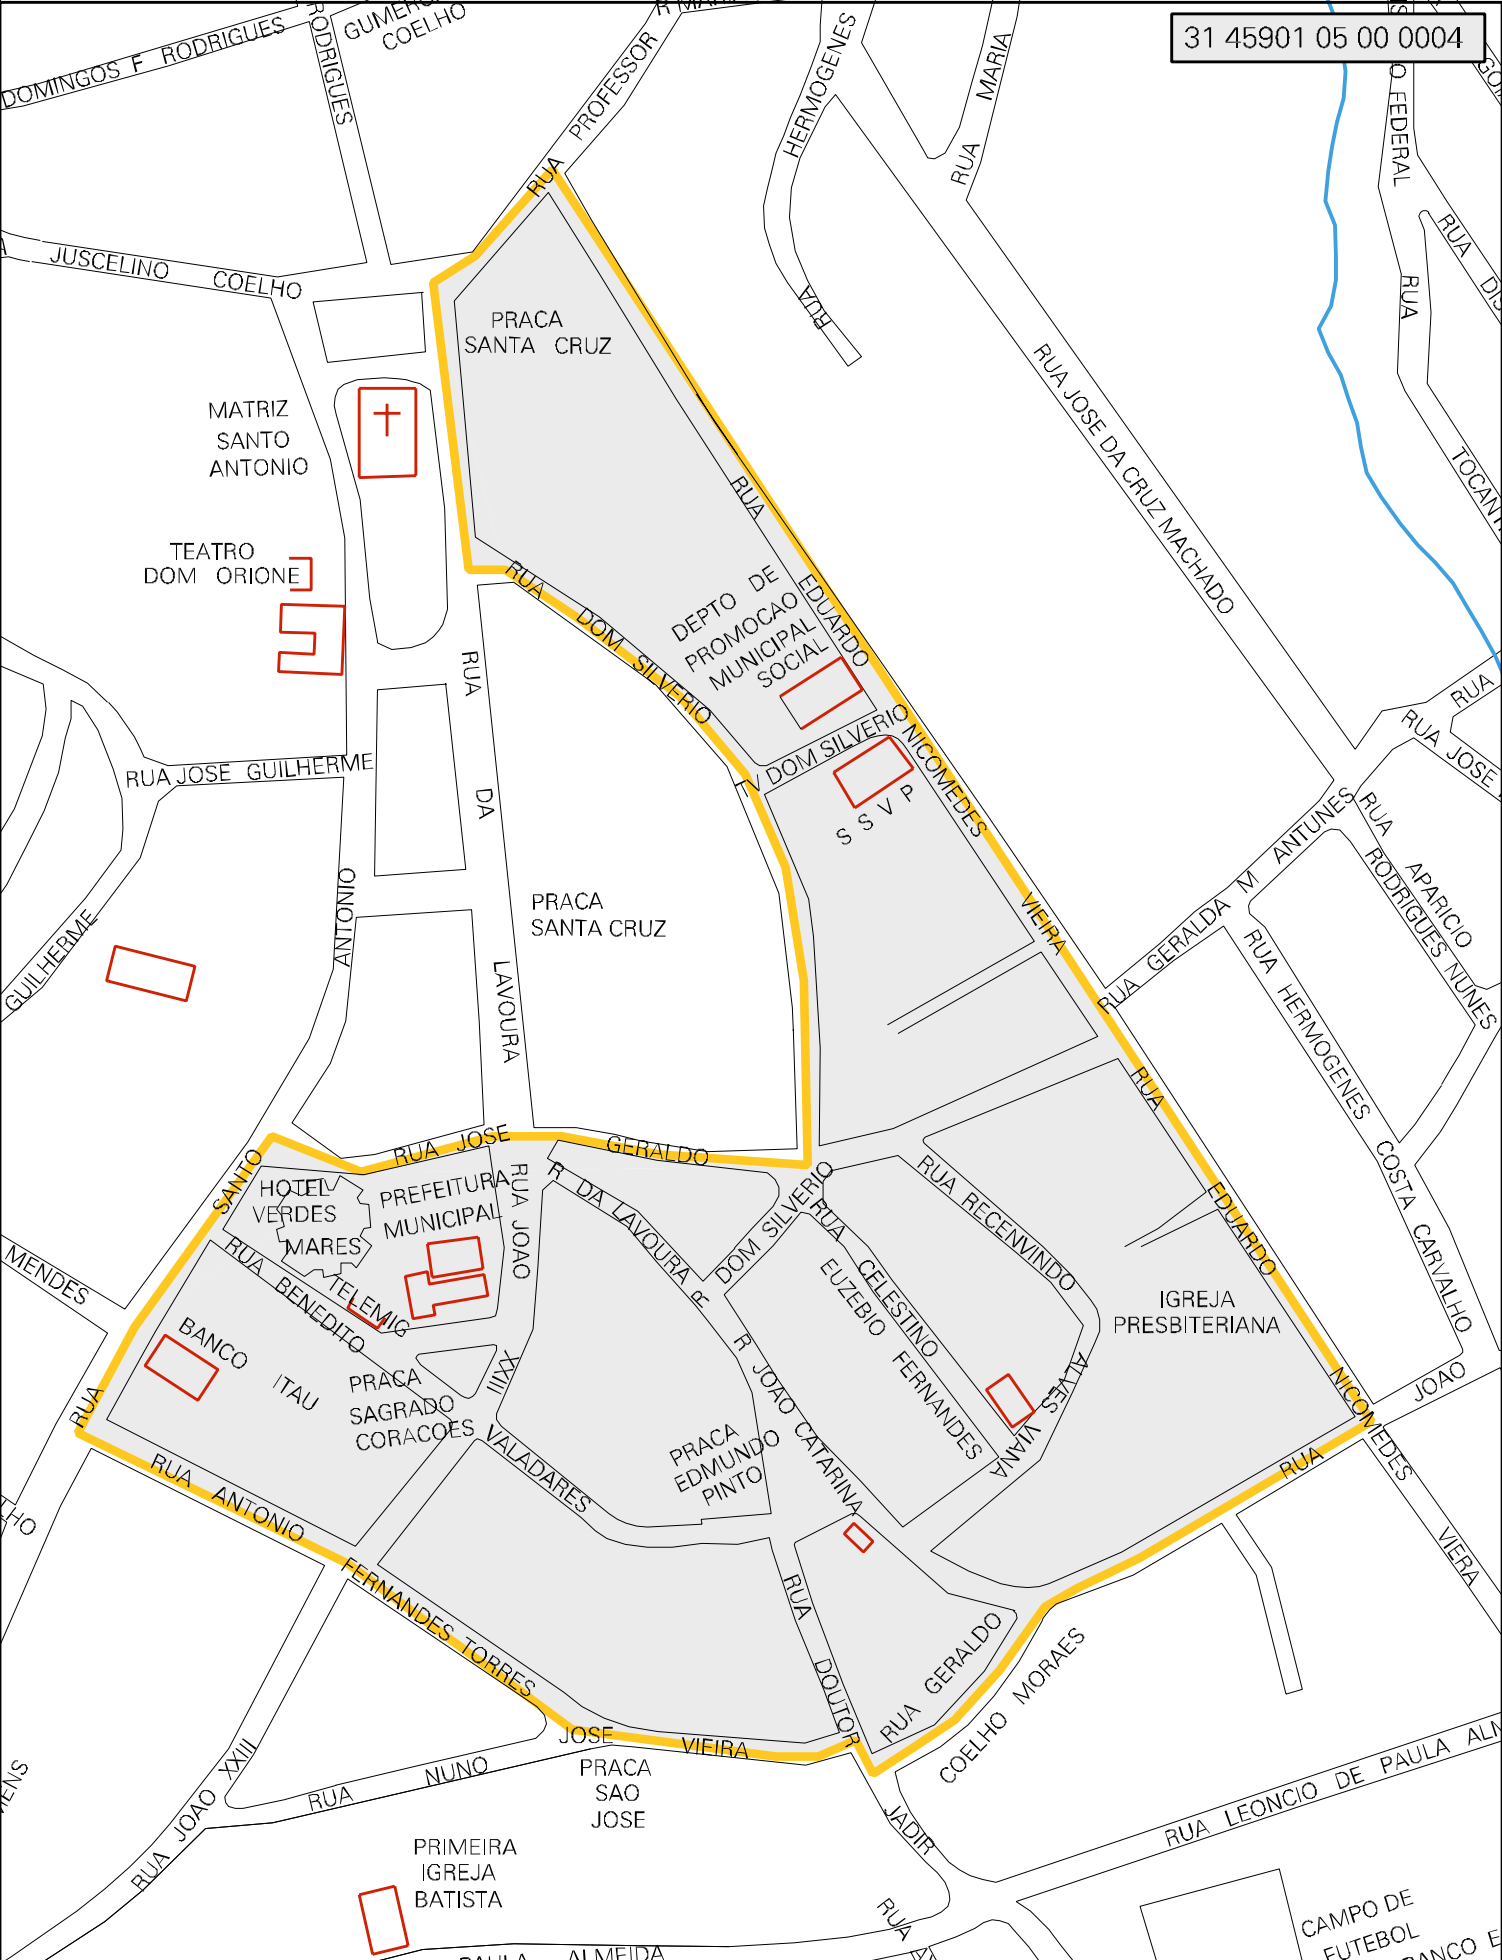 31 45901 05 00 0004
DOMINGOS F RODRIGUES
RODRIGUES
COELHO
RUA PROFESSOR
HERMOGENES
RUA
RUA MARIA
FEDERAL
RUA
RUA
JUSCELINO COELHO
PRACA
SANTA CRUZ
MATRIZ
SANTO
ANTONIO
TEATRO
DOM ORIONE
RUA JOSE DA CRUZ MACHADO
RUA DOM SILVERIO
DEPTO DE
PROMOCAO
MUNICIPAL
SOCIAL
RUA EDUARDO NICOMEDES VIEIRA
TV DOM SILVERIO
S S V P
RUA DA LAVOURA
RUA JOSE GUILHERME
GUILHERME
RUA SANTO ANTONIO
PRACA
SANTA CRUZ
RUA
RUA JOSE
RUA GERALDA M ANTUNES
RUA APARICIO
RODRIGUES NUNES
RUA HERMOGENES COSTA CARVALHO
RUA JOSE GERALDO
RUA EDUARDO NICOMEDES VIERA
HOTEL
VERDES
MARES
PREFEITURA
MUNICIPAL
RUA JOAO XXIII
R DA LAVOURA
R DOM SILVERIO
RUA RECENVINDO ALVES VIANA
RUA CELESTINO
EUZEBIO FERNANDES
IGREJA
PRESBITERIANA
MENDES
RUA BENEDITO VALADARES
TELEMIG
BANCO ITAU
PRACA
SAGRADO
CORACOES
R JOAO CATARINA
PRACA
EDMUNDO
PINTO
RUA JOAO
RUA ANTONIO FERNANDES TORRES
RUA DOUTOR JADIR
RUA GERALDO
COELHO MORAES
JOSE VIEIRA
RUA NUNO
RUA JOAO XXIII
PRACA
SAO
JOSE
PRIMEIRA
IGREJA
BATISTA
RUA LEONCIO DE PAULA
RUA
CAMPO DE
FUTEBOL
PAULA ALMEIDA